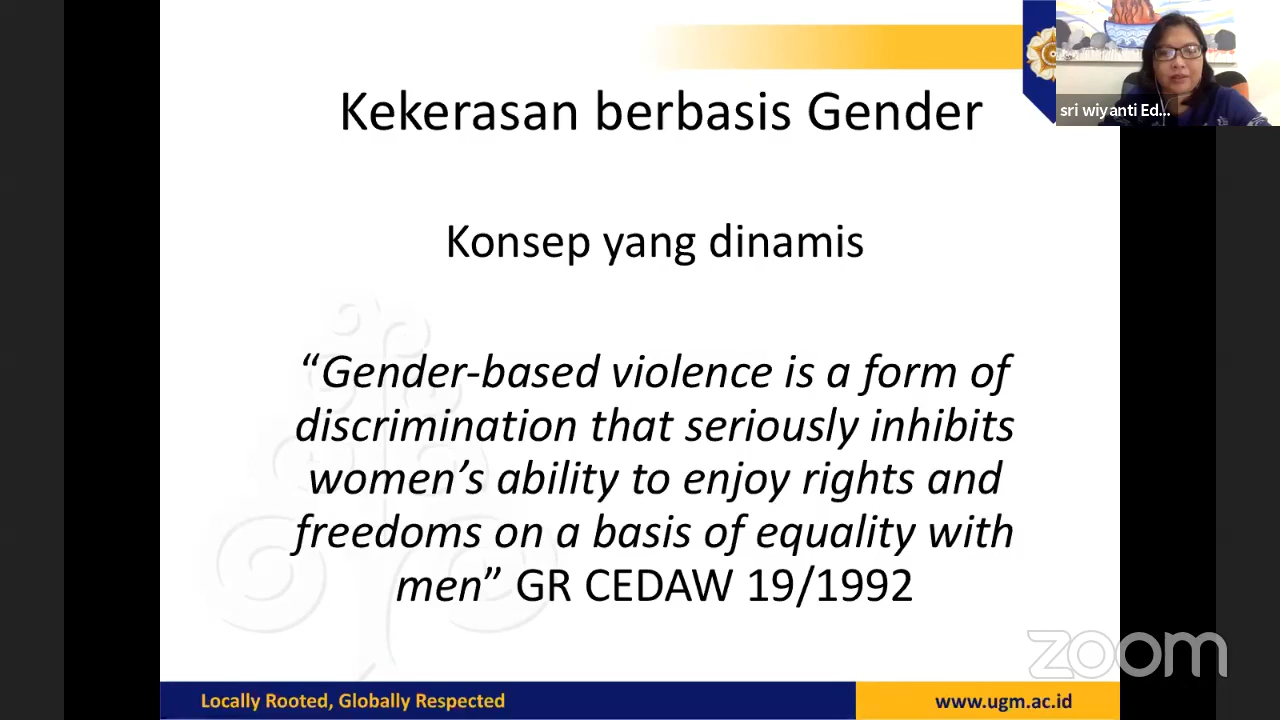 Kekerasan berbasis Gender
sri wiyanti Ed...
Konsep yang dinamis
“Gender-based violence is a form of
discrimination that seriously inhibits
women’s ability to enjoy rights and
freedoms on a basis of equality with
men” GR CEDAW 19/1992
zoom
Locally Rooted, Globally Respected
www.ugm.ac.id